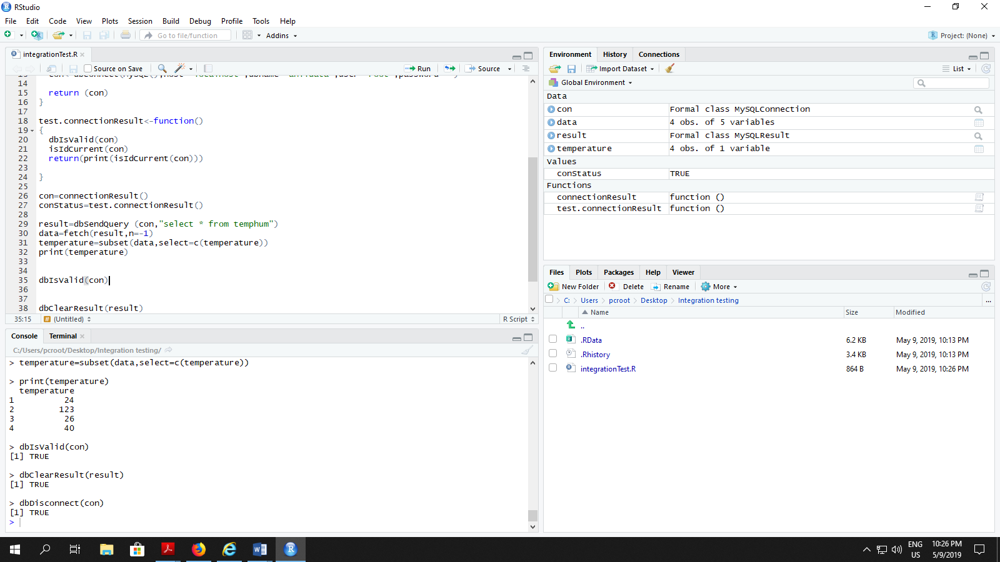 RStudio
File Edit Code View Plots Session Build Debug Profile Tools Help
Go to file/function Addins Project: (None)
integrationTest.R
Source on Save Run Source
14
15 return (con)
16 }
17
18 test.connectionResult<-function()
19 {
20 dbIsValid(con)
21 isIdCurrent(con)
22 return(print(isIdCurrent(con)))
23
24 }
25
26 con=connectionResult()
27 conStatus=test.connectionResult()
28
29 result=dbSendQuery (con,"select * from temphum")
30 data=fetch(result,n=-1)
31 temperature=subset(data,select=c(temperature))
32 print(temperature)
33
34
35 dbIsValid(con)
36
37
38 dbClearResult(result)
35:15 # (Untitled) R Script
Console Terminal
C:/Users/pcroot/Desktop/Integration testing/
> temperature=subset(data,select=c(temperature))
> print(temperature)
temperature
1 24
2 123
3 26
4 40
> dbIsValid(con)
[1] TRUE
> dbClearResult(result)
[1] TRUE
> dbDisconnect(con)
[1] TRUE
>
Environment History Connections
Import Dataset List
Global Environment
Data
con Formal class MySQLConnection
data 4 obs. of 5 variables
result Formal class MySQLResult
temperature 4 obs. of 1 variable
Values
conStatus TRUE
Functions
connectionResult function ()
test.connectionResult function ()
Files Plots Packages Help Viewer
New Folder Delete Rename More
C: Users pcroot Desktop Integration testing ...
Name Size Modified
..
.RData 6.2 KB May 9, 2019, 10:13 PM
.Rhistory 3.4 KB May 9, 2019, 10:13 PM
integrationTest.R 864 B May 9, 2019, 10:26 PM
ENG 10:26 PM
US 5/9/2019